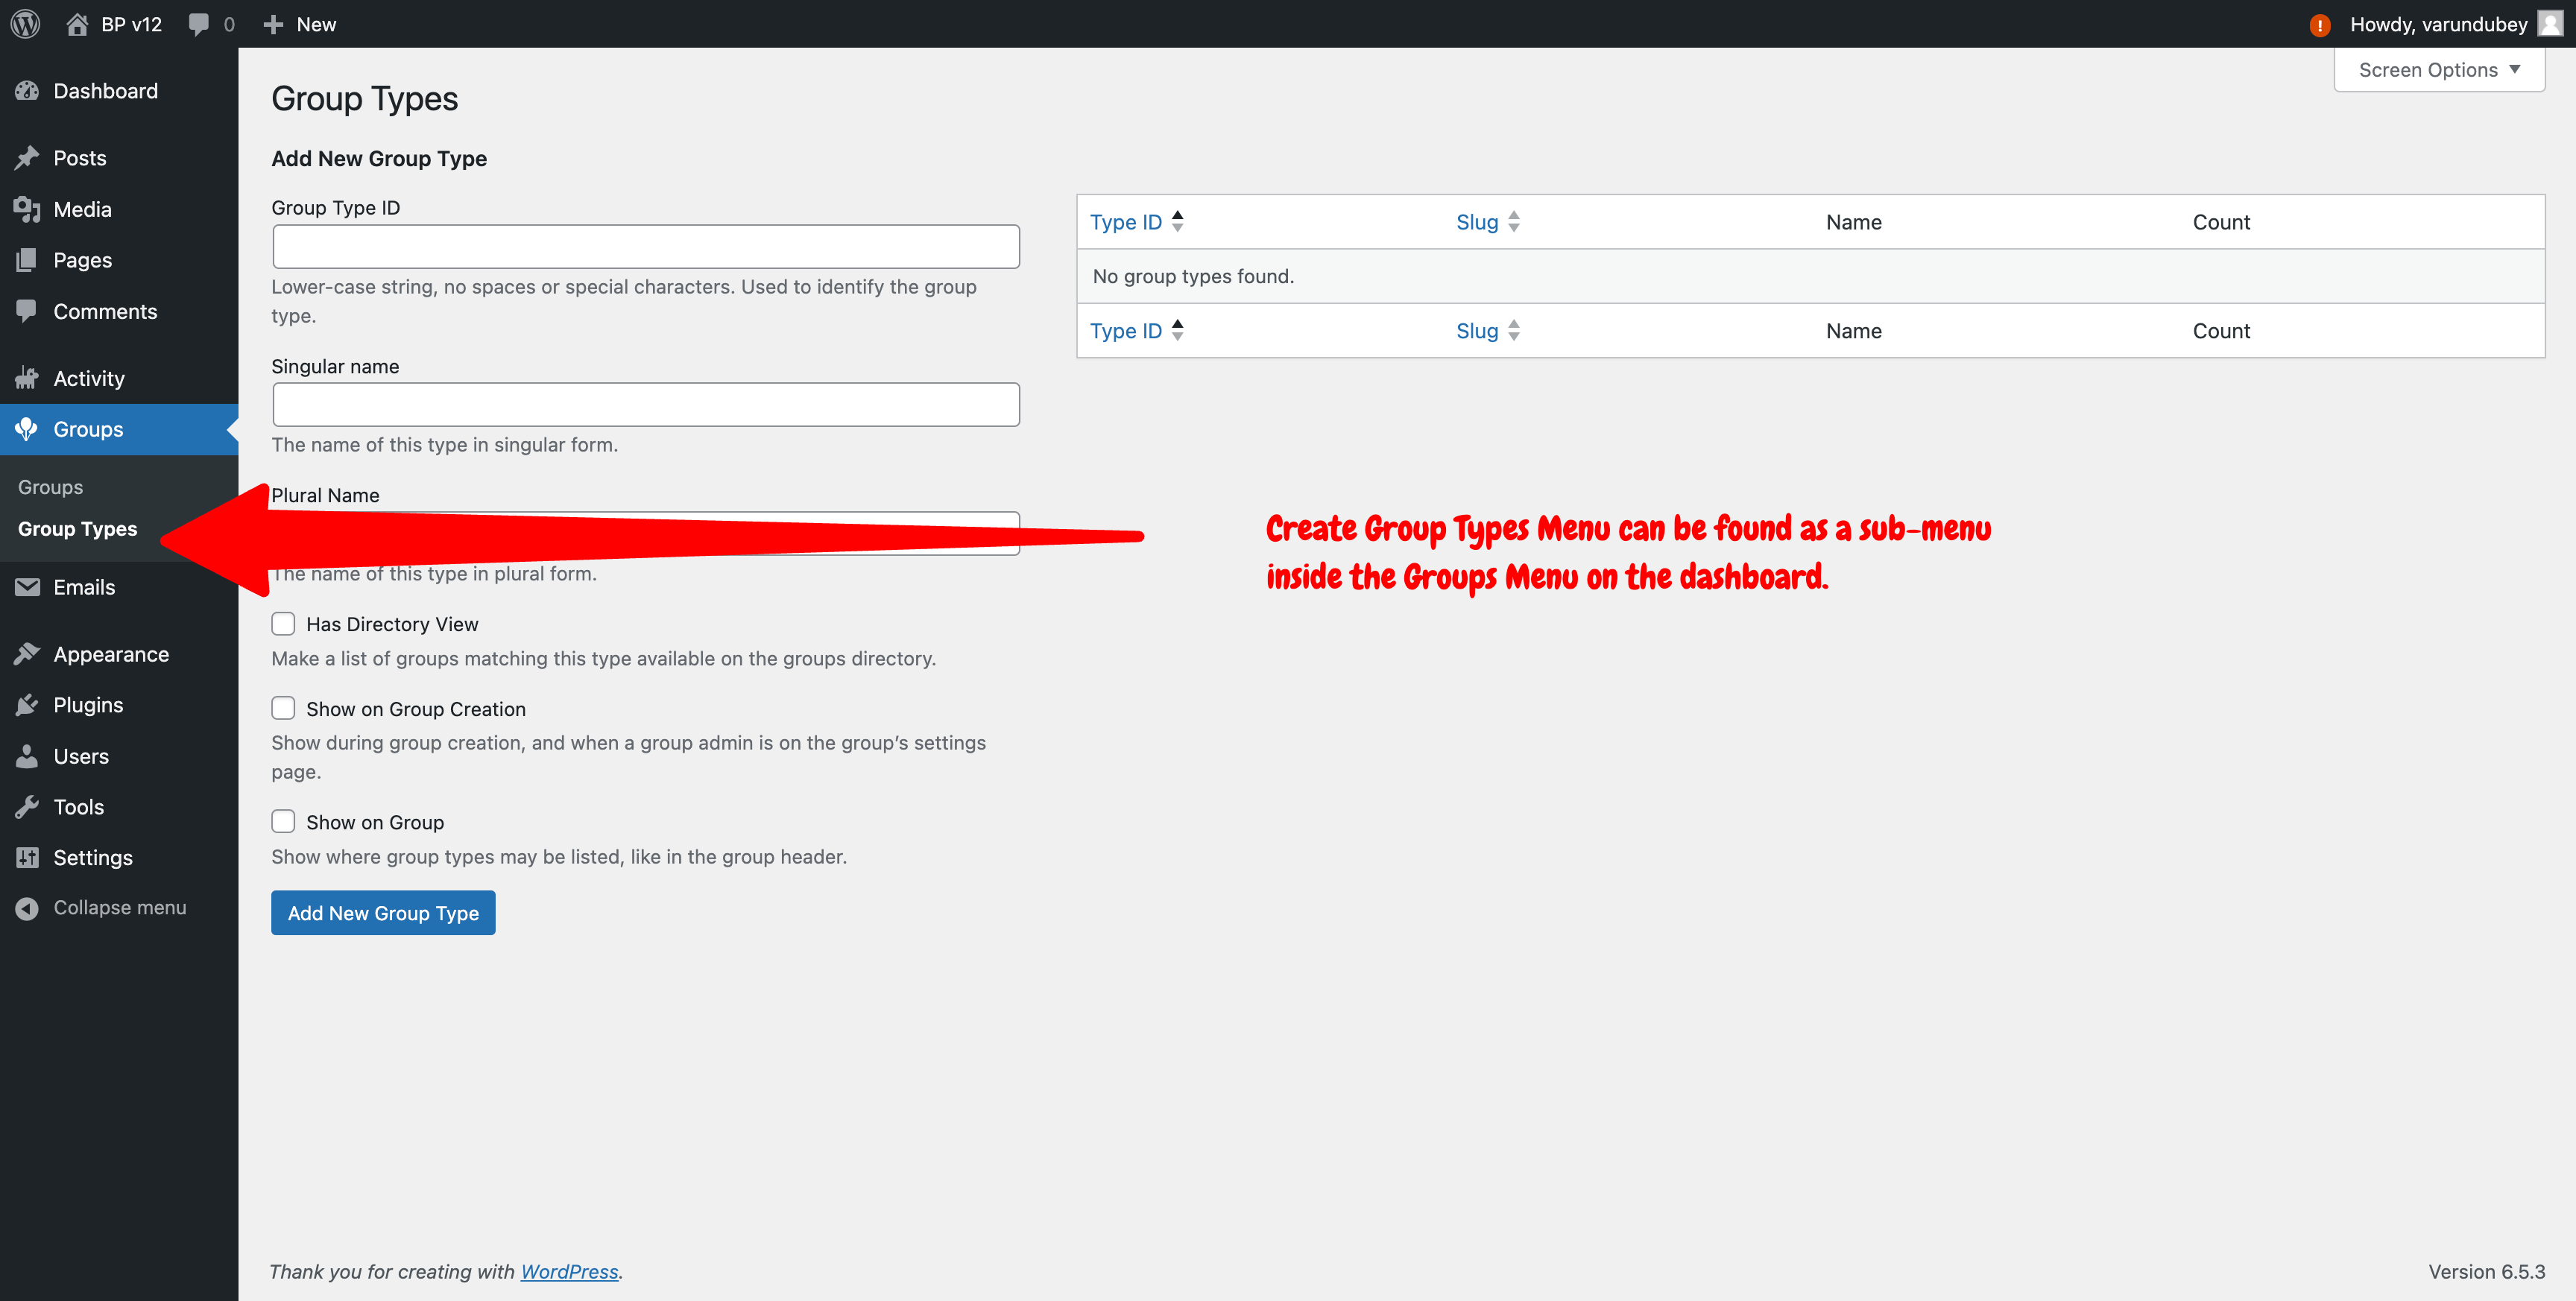 BP v12
0
New
Howdy, varundubey
Screen Options
Dashboard
Posts
Media
Pages
Comments
Activity
Groups
Groups
Group Types
Emails
Appearance
Plugins
Users
Tools
Settings
Collapse menu
Group Types
Add New Group Type
Group Type ID
Lower-case string, no spaces or special characters. Used to identify the group
type.
Singular name
The name of this type in singular form.
Plural Name
The name of this type in plural form.
Has Directory View
Make a list of groups matching this type available on the groups directory.
Show on Group Creation
Show during group creation, and when a group admin is on the group’s settings
page.
Show on Group
Show where group types may be listed, like in the group header.
Add New Group Type
Type ID Slug Name Count
No group types found.
Type ID Slug Name Count
Create Group Types Menu can be found as a sub-menu
inside the Groups Menu on the dashboard.
Thank you for creating with WordPress.
Version 6.5.3